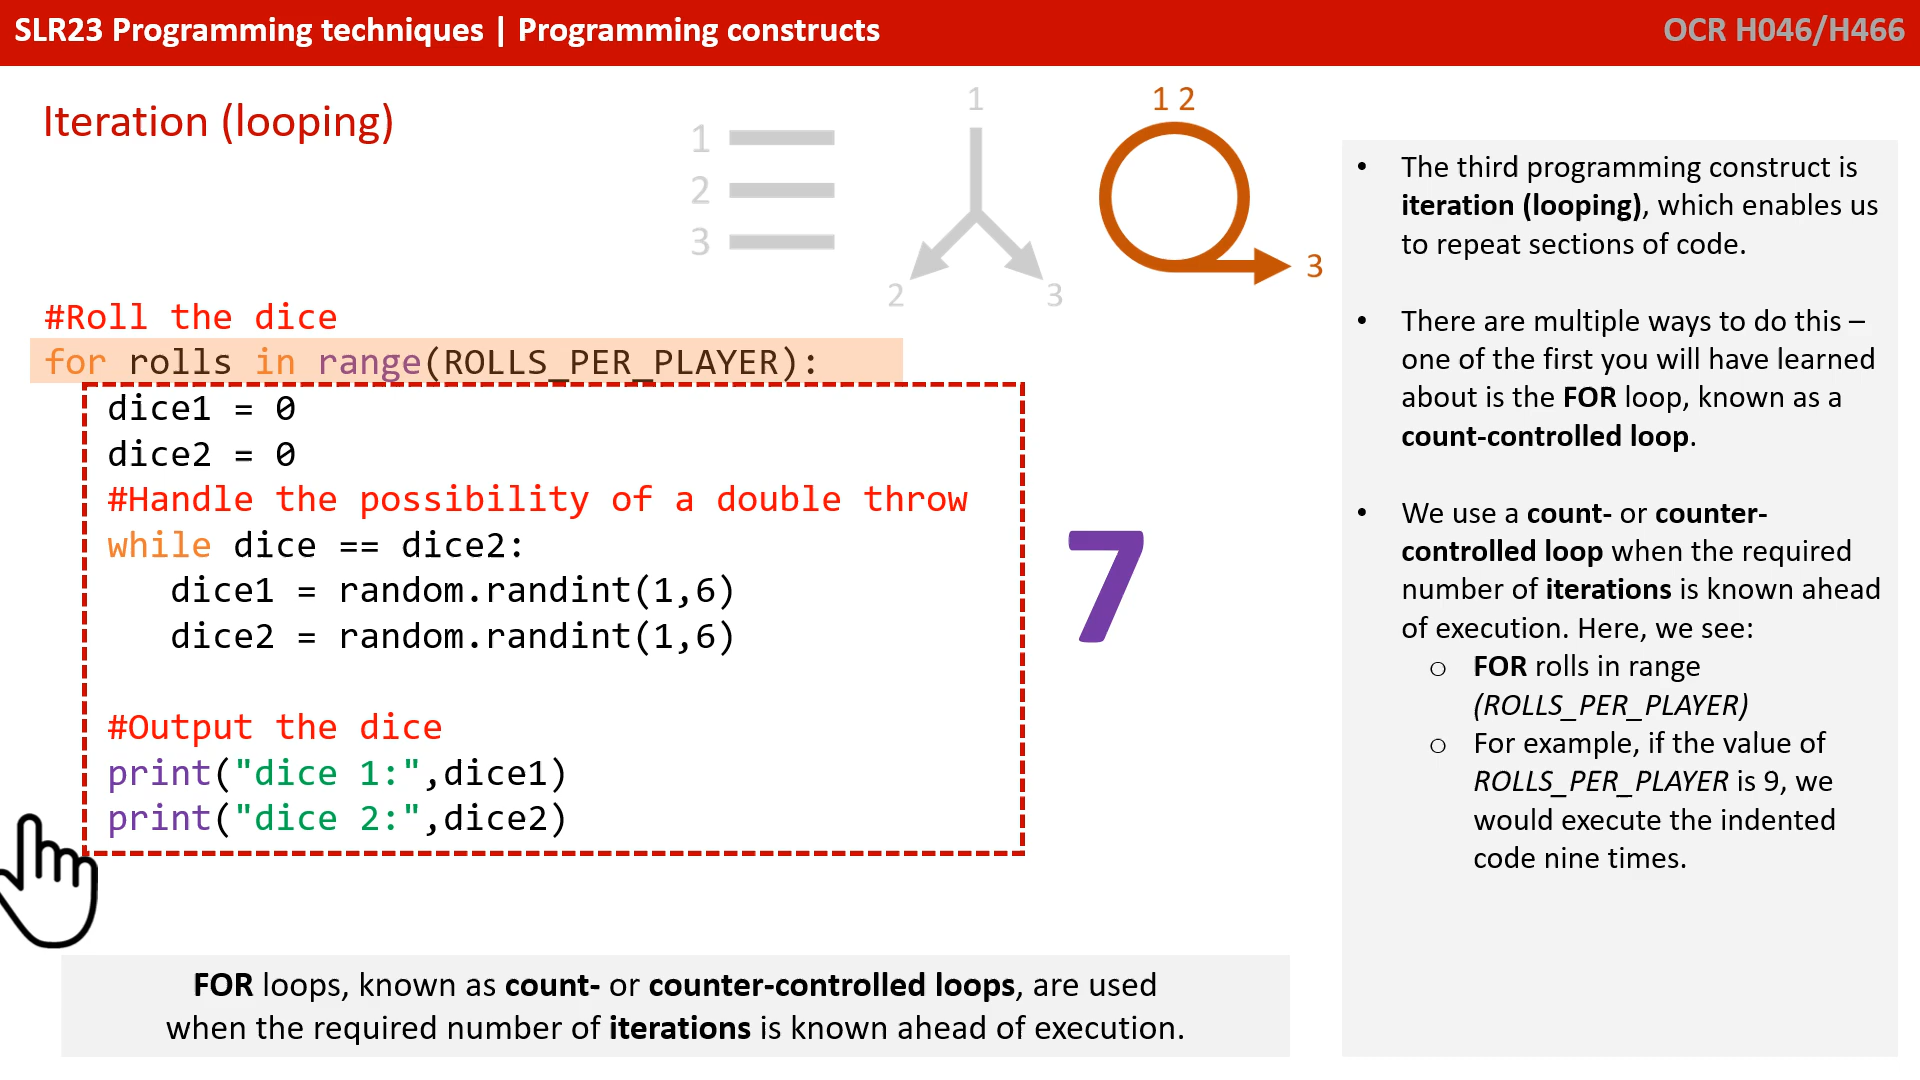 SLR23 Programming techniques | Programming constructs
OCR H046/H466
Iteration (looping)
1
2
3
1
2
3
1 2
3
#Roll the dice
for rolls in range(ROLLS_PER_PLAYER):
dice1 = 0
dice2 = 0
#Handle the possibility of a double throw
while dice == dice2:
dice1 = random.randint(1,6)
dice2 = random.randint(1,6)
#Output the dice
print("dice 1:",dice1)
print("dice 2:",dice2)
7
FOR loops, known as count- or counter-controlled loops, are used
when the required number of iterations is known ahead of execution.
• The third programming construct is
iteration (looping), which enables us
to repeat sections of code.
• There are multiple ways to do this –
one of the first you will have learned
about is the FOR loop, known as a
count-controlled loop.
• We use a count- or counter-
controlled loop when the required
number of iterations is known ahead
of execution. Here, we see:
o FOR rolls in range
(ROLLS_PER_PLAYER)
o For example, if the value of
ROLLS_PER_PLAYER is 9, we
would execute the indented
code nine times.